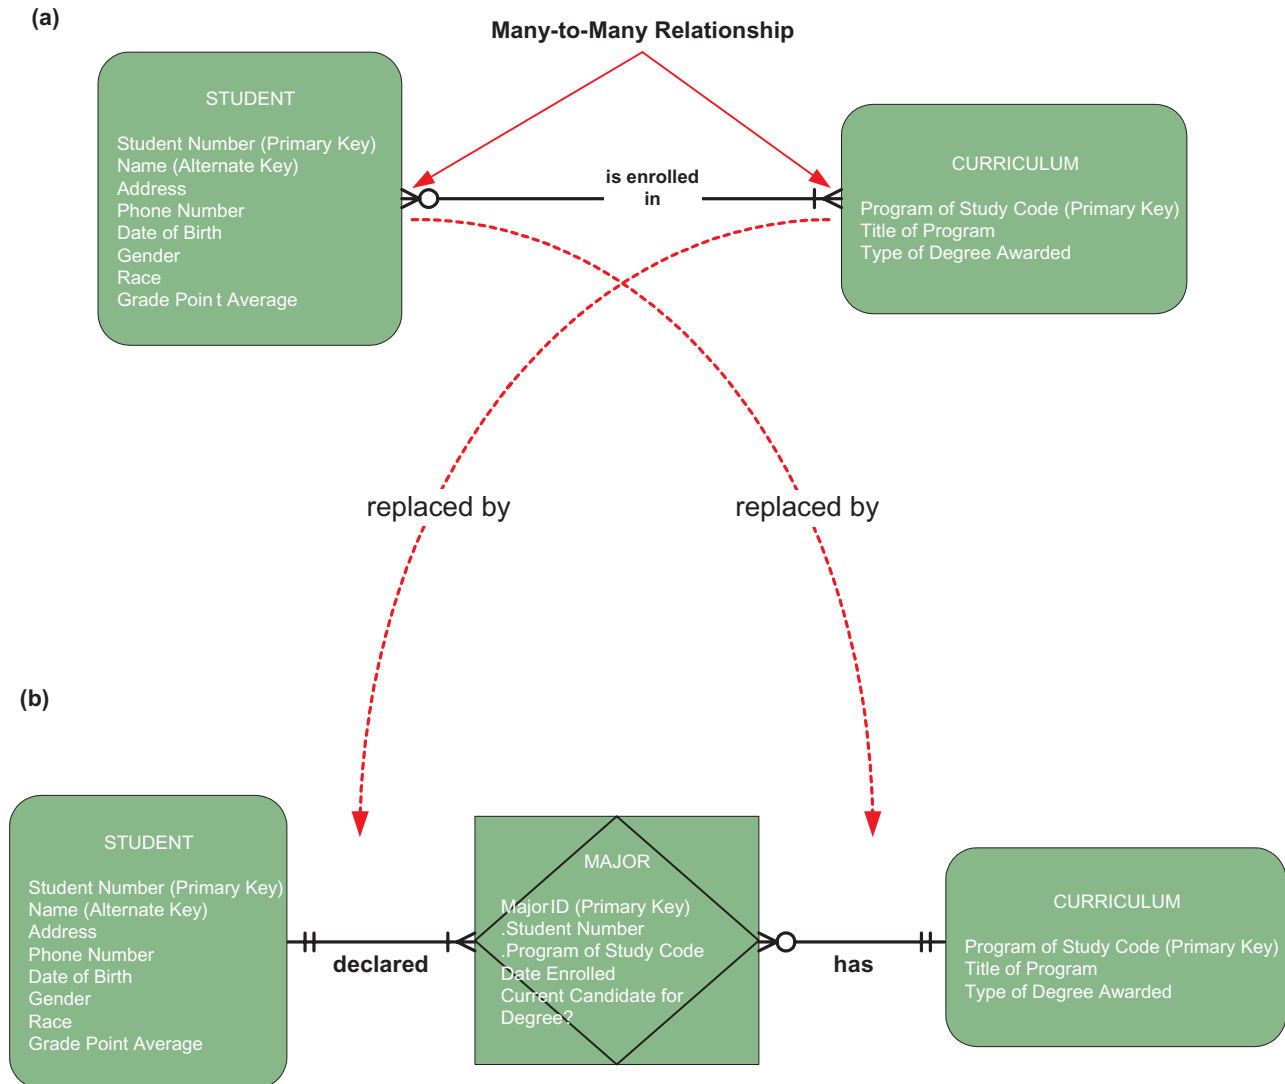 (a)
Many-to-Many Relationship
STUDENT
Student Number (Primary Key)
Name (Alternate Key)
Address
Phone Number
Date of Birth
Gender
Race
Grade Poin t Average
is enrolled
in
CURRICULUM
Program of Study Code (Primary Key)
Title of Program
Type of Degree Awarded
replaced by
replaced by
(b)
STUDENT
Student Number (Primary Key)
Name (Alternate Key)
Address
Phone Number
Date of Birth
Gender
Race
Grade Point Average
declared
MAJOR
Major ID (Primary Key)
.Student Number
.Program of Study Code
Date Enrolled
Current Candidate for
Degree?
has
CURRICULUM
Program of Study Code (Primary Key)
Title of Program
Type of Degree Awarded